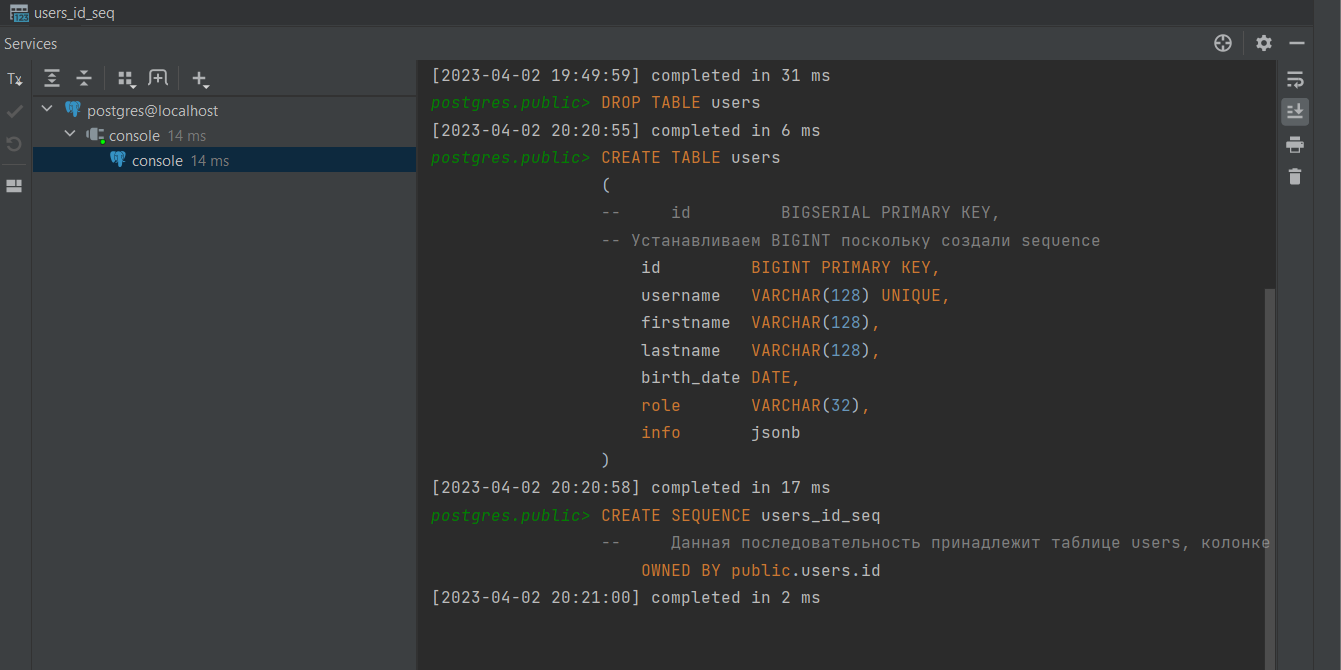 users_id_seq
Services
Tx
postgres@localhost
console 14 ms
console 14 ms
[2023-04-02 19:49:59] completed in 31 ms
postgres.public> DROP TABLE users
[2023-04-02 20:20:55] completed in 6 ms
postgres.public> CREATE TABLE users
(
--     id         BIGSERIAL PRIMARY KEY,
-- Устанавливаем BIGINT поскольку создали sequence
id         BIGINT PRIMARY KEY,
username   VARCHAR(128) UNIQUE,
firstname  VARCHAR(128),
lastname   VARCHAR(128),
birth_date DATE,
role       VARCHAR(32),
info       jsonb
)
[2023-04-02 20:20:58] completed in 17 ms
postgres.public> CREATE SEQUENCE users_id_seq
--     Данная последовательность принадлежит таблице users, колонке
OWNED BY public.users.id
[2023-04-02 20:21:00] completed in 2 ms